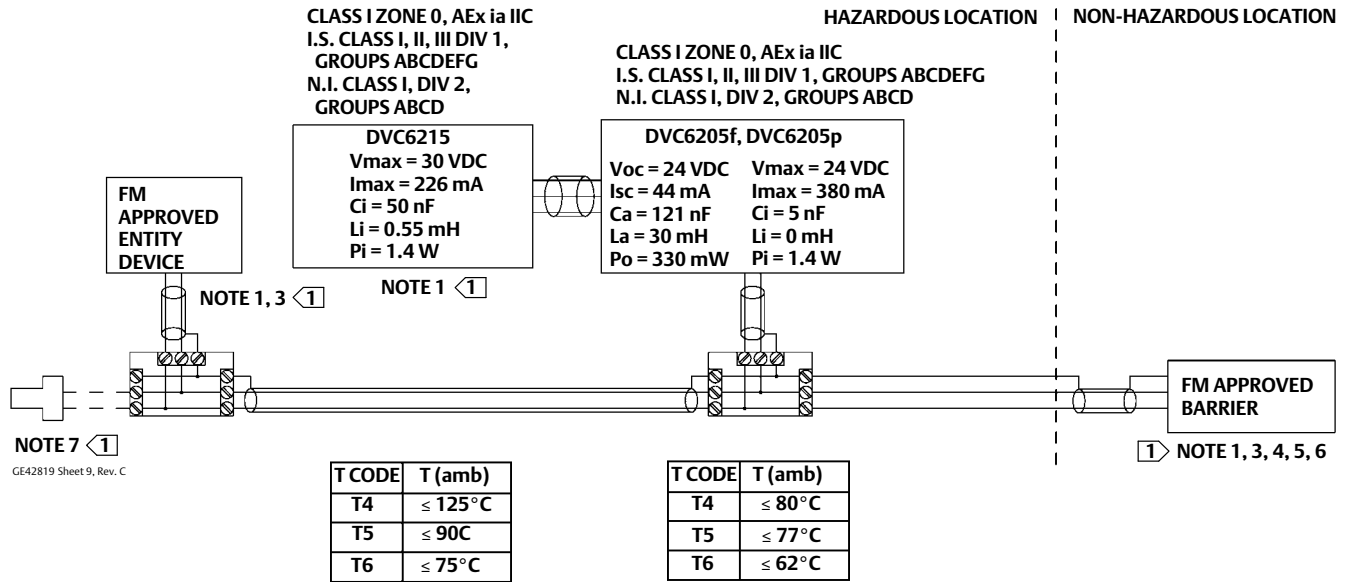 CLASS I ZONE 0, AEx ia IIC
I.S. CLASS I, II, III DIV 1,
GROUPS ABCDEFG
N.I. CLASS I, DIV 2,
GROUPS ABCD
HAZARDOUS LOCATION
NON-HAZARDOUS LOCATION
CLASS I ZONE 0, AEx ia IIC
I.S. CLASS I, II, III DIV 1, GROUPS ABCDEFG
N.I. CLASS I, DIV 2, GROUPS ABCD
DVC6215
Vmax = 30 VDC
Imax = 226 mA
Ci = 50 nF
Li = 0.55 mH
Pi = 1.4 W
NOTE 1 1
DVC6205f, DVC6205p
Voc = 24 VDC
Isc = 44 mA
Ca = 121 nF
La = 30 mH
Po = 330 mW
Vmax = 24 VDC
Imax = 380 mA
Ci = 5 nF
Li = 0 mH
Pi = 1.4 W
FM
APPROVED
ENTITY
DEVICE
NOTE 1, 3 1
FM APPROVED
BARRIER
1 NOTE 1, 3, 4, 5, 6
NOTE 7 1
GE42819 Sheet 9, Rev. C
T CODE T (amb)
T4 ≤ 125°C
T5 ≤ 90C
T6 ≤ 75°C
T CODE T (amb)
T4 ≤ 80°C
T5 ≤ 77°C
T6 ≤ 62°C